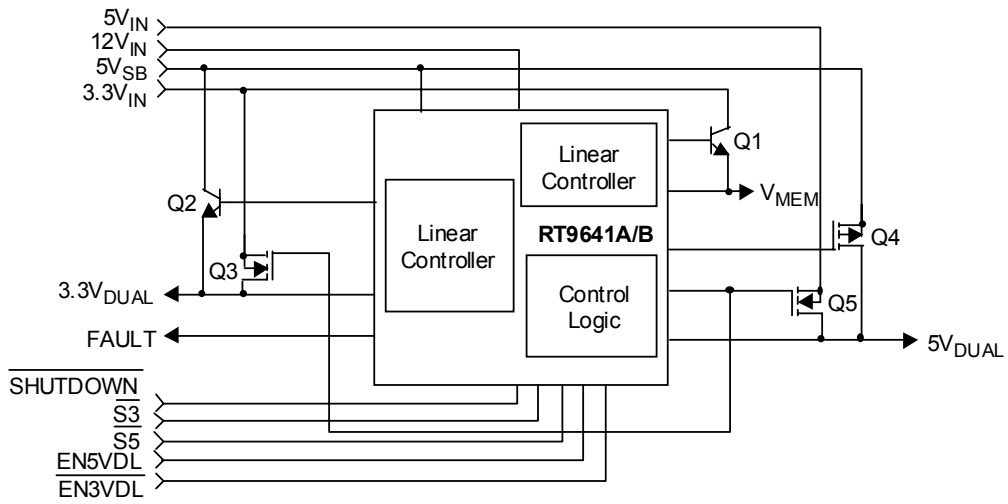 5V_IN
12V_IN
5V_SB
3.3V_IN
Q1
Linear
Controller
V_MEM
Q2
Linear
Controller
RT9641A/B
Q4
Q3
3.3V_DUAL
Control
Logic
Q5
FAULT
5V_DUAL
SHUTDOWN
S3
S5
EN5VDL
EN3VDL